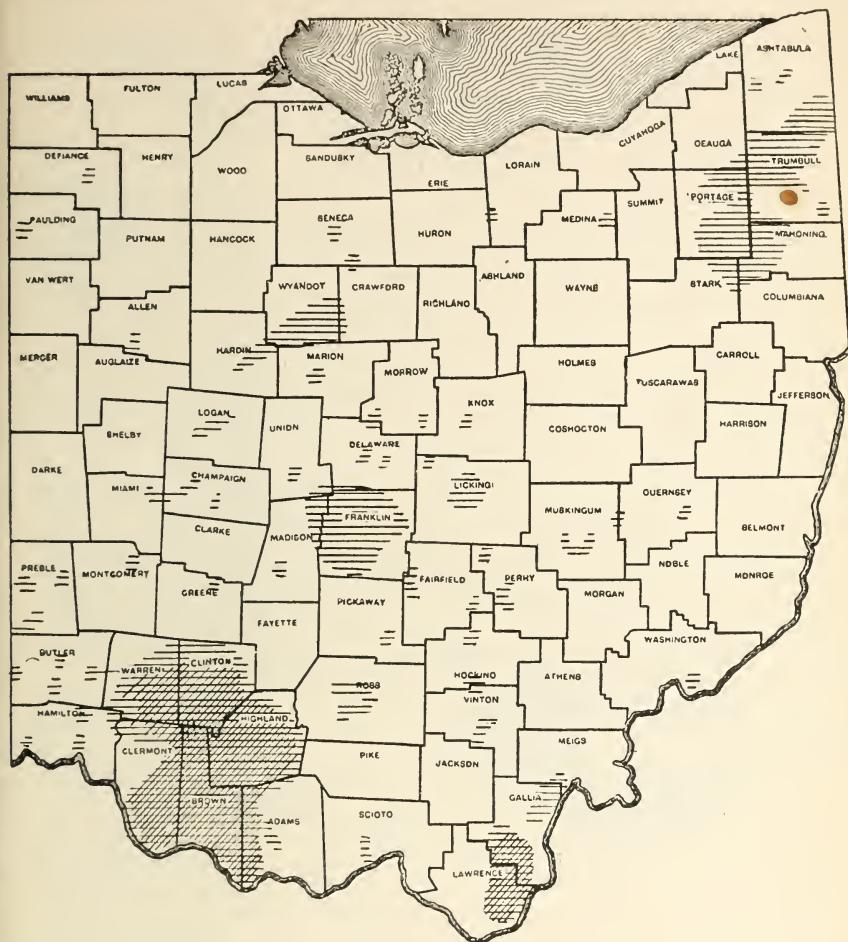 LAKE
ASHTABULA
WILLIAMS
FULTON
LUCAS
OTTAWA
CUYAHOGA
GEAUGA
TRUMBULL
DEFIANCE
HENRY
WOOD
SANDUSKY
ERIE
LORAIN
PAULDING
SENECA
HURON
MEDINA
SUMMIT
PORTAGE
MAHONING
PUTNAM
HANCOCK
VAN WERT
WYANDOT
CRAWFORD
RICHLAND
ASHLAND
WAYNE
STARK
COLUMBIANA
ALLEN
MERCER
AUGLAIZE
HARDIN
MARION
MORROW
HOLMES
TUSCARAWAS
CARROLL
JEFFERSON
LOGAN
UNION
KNOX
COSHOCTON
HARRISON
SHELBY
DELAWARE
DARKE
MIAMI
CHAMPAIGN
LICKINGI
FRANKLIN
MUSKINGUM
GUERNSEY
BELMONT
CLARKE
MADISON
PREBLE
MONTGOMERY
GREENE
FAIRFIELD
PERRY
NOBLE
MONROE
PICKAWAY
MORGAN
FAYETTE
WASHINGTON
BUTLER
WARREN
CLINTON
HOCKING
ATHENS
ROSS
VINTON
HAMILTON
HIGHLAND
CLERMONT
PIKE
JACKSON
MEIGS
BROWN
ADAMS
SCIOTO
GALLIA
LAWRENCE